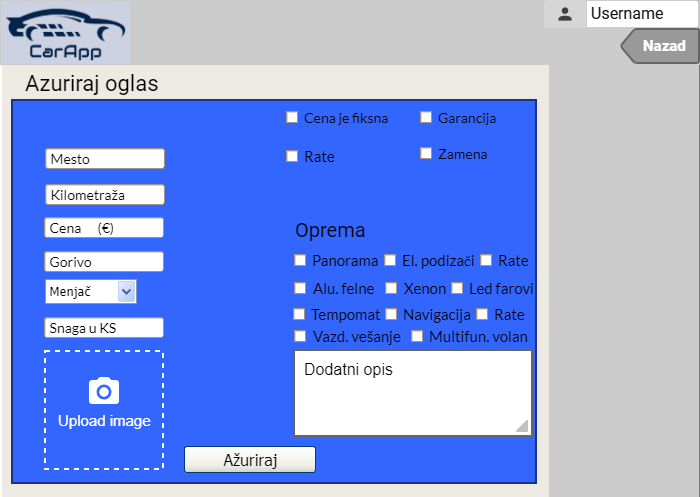 CarApp
Username
Nazad
Azuriraj oglas
Cena je fiksna
Garancija
Rate
Zamena
Mesto
Kilometraža
Cena (€)
Gorivo
Menjač
Snaga u KS
Upload image
Oprema
Panorama El. podizači Rate
Alu. felne Xenon Led farovi
Tempomat Navigacija Rate
Vazd. vešanje Multifun. volan
Dodatni opis
Ažuriraj